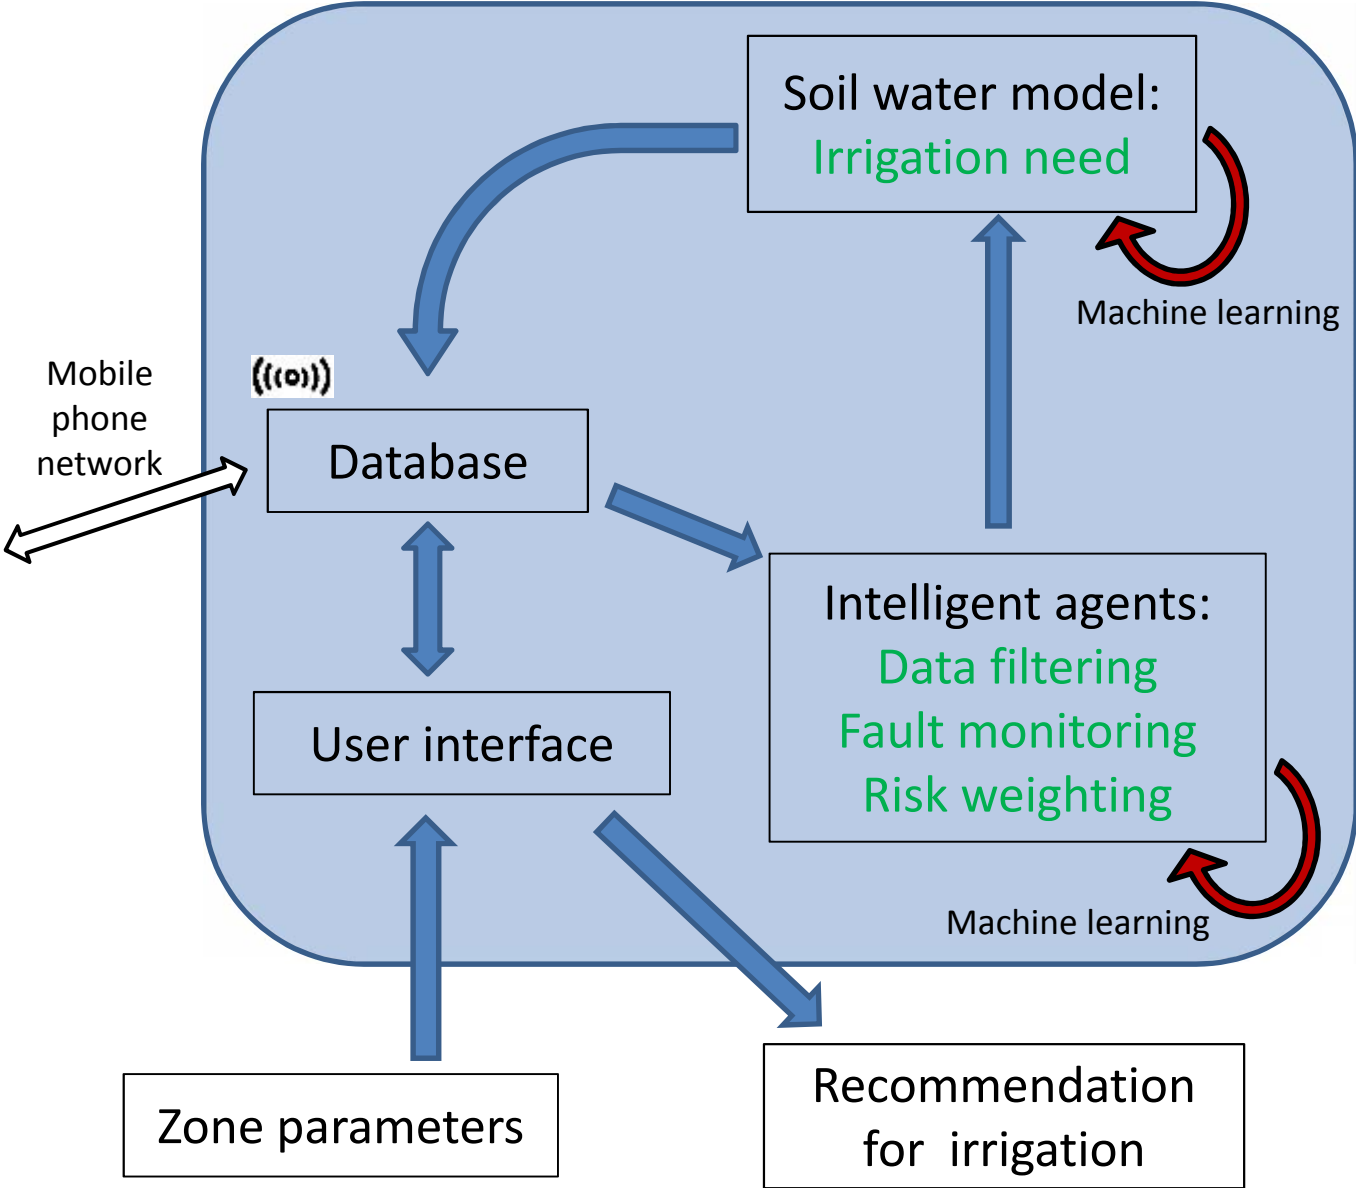 Soil water model:
Irrigation need
Machine learning
Mobile
phone
network
((((o))))
Database
Intelligent agents:
Data filtering
Fault monitoring
Risk weighting
User interface
Machine learning
Zone parameters
Recommendation
for irrigation